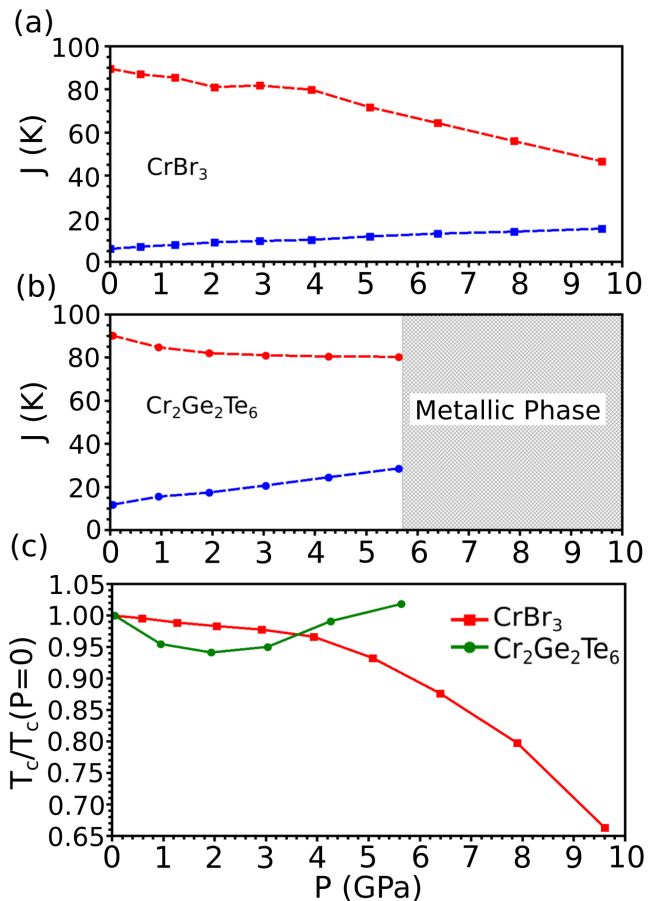 (a)
100
80
60
40
20
0
J (K)
CrBr₃
0 1 2 3 4 5 6 7 8 9 10
(b)
100
80
60
40
20
0
J (K)
Cr₂Ge₂Te₆
Metallic Phase
0 1 2 3 4 5 6 7 8 9 10
(c)
1.05
1.00
0.95
0.90
0.85
0.80
0.75
0.70
0.65
T_c/T_c(P=0)
CrBr₃
Cr₂Ge₂Te₆
0 1 2 3 4 5 6 7 8 9 10
P (GPa)